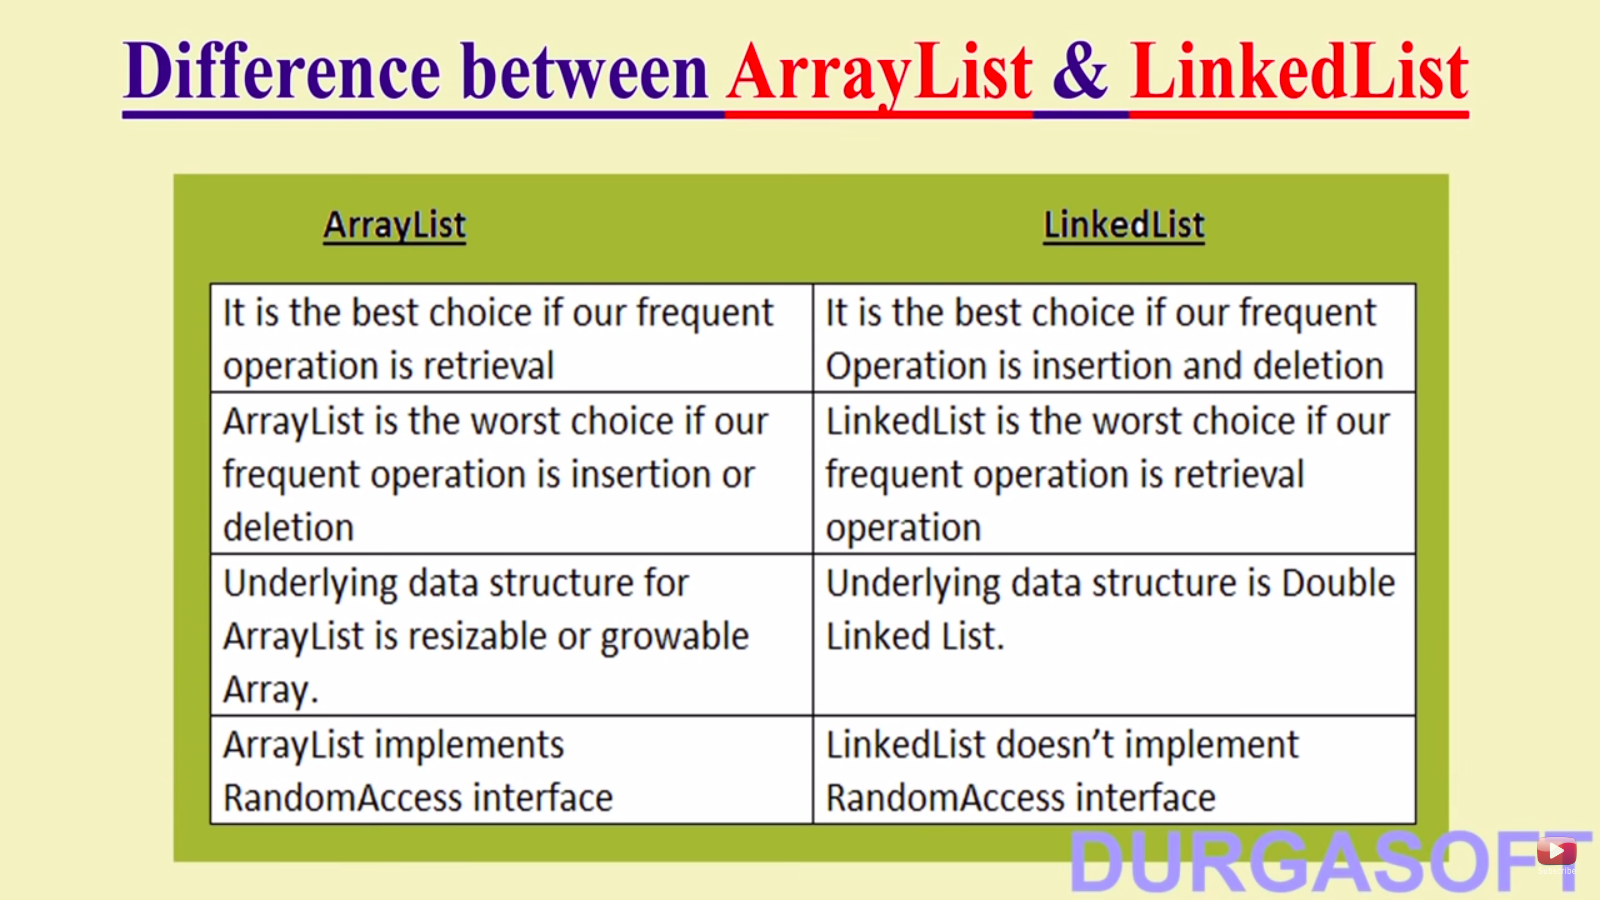 Difference between ArrayList & LinkedList
ArrayList
LinkedList
It is the best choice if our frequent
operation is retrieval
It is the best choice if our frequent
Operation is insertion and deletion
ArrayList is the worst choice if our
frequent operation is insertion or
deletion
LinkedList is the worst choice if our
frequent operation is retrieval
operation
Underlying data structure for
ArrayList is resizable or growable
Array.
Underlying data structure is Double
Linked List.
ArrayList implements
RandomAccess interface
LinkedList doesn’t implement
RandomAccess interface
DURGASOFT
Subscribe